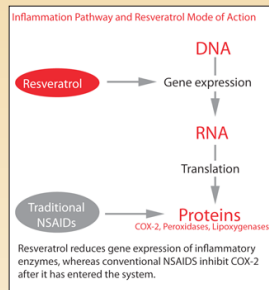 Inflammation Pathway and Resveratrol Mode of Action
DNA
Resveratrol
Gene expression
RNA
Translation
Traditional
NSAIDs
Proteins
COX-2, Peroxidases, Lipoxygenases
Resveratrol reduces gene expression of inflammatory
enzymes, whereas conventional NSAIDS inhibit COX-2
after it has entered the system.